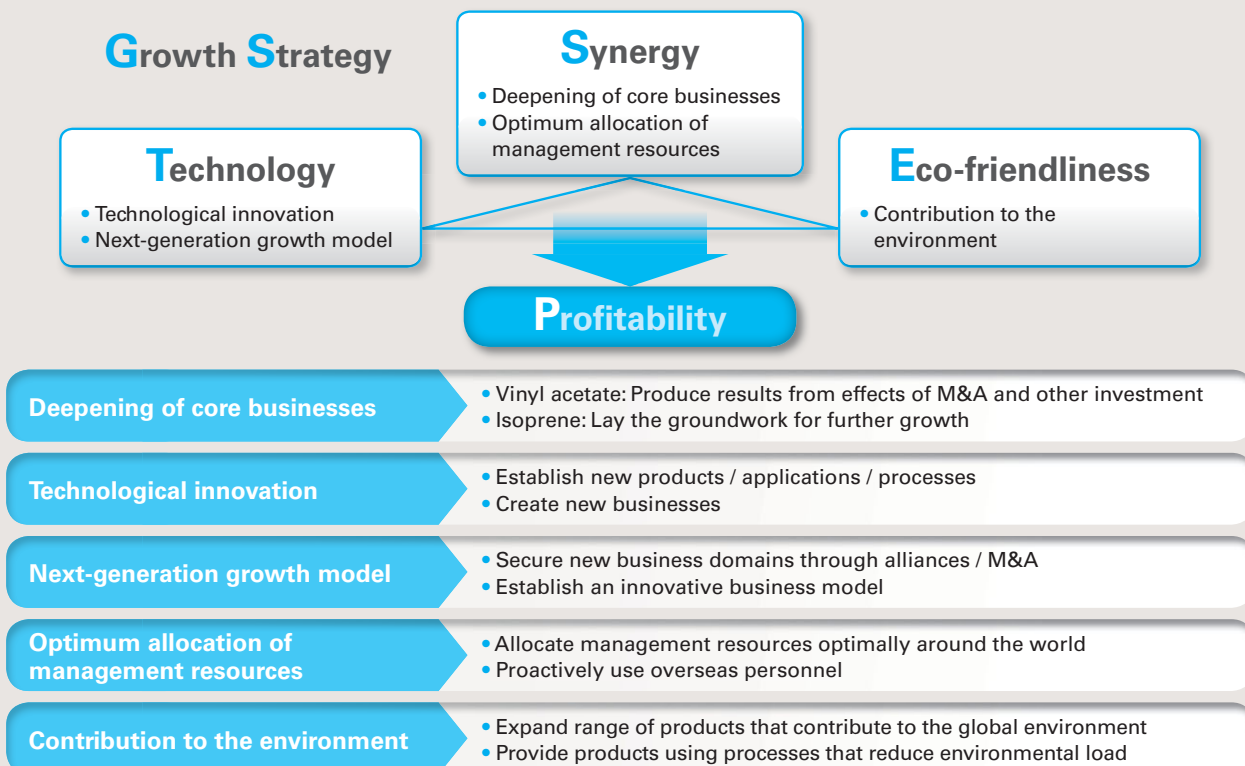 Growth Strategy
Synergy
• Deepening of core businesses
• Optimum allocation of
management resources
Technology
• Technological innovation
• Next-generation growth model
Eco-friendliness
• Contribution to the
environment
Profitability
Deepening of core businesses
• Vinyl acetate: Produce results from effects of M&A and other investment
• Isoprene: Lay the groundwork for further growth
Technological innovation
• Establish new products / applications / processes
• Create new businesses
Next-generation growth model
• Secure new business domains through alliances / M&A
• Establish an innovative business model
Optimum allocation of
management resources
• Allocate management resources optimally around the world
• Proactively use overseas personnel
Contribution to the environment
• Expand range of products that contribute to the global environment
• Provide products using processes that reduce environmental load